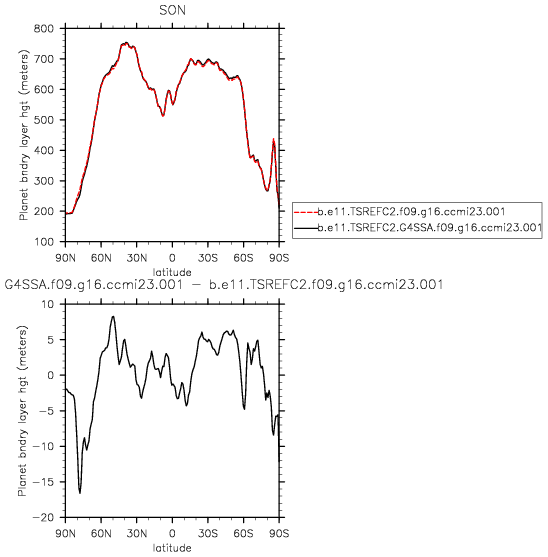 SON
800
700
600
500
400
300
200
100
Planet bndry layer hgt (meters)
90N 60N 30N 0 30S 60S 90S
latitude
b.e11.TSREFC2.f09.g16.ccmi23.001
b.e11.TSREFC2.G4SSA.f09.g16.ccmi23.001
G4SSA.f09.g16.ccmi23.001 − b.e11.TSREFC2.f09.g16.ccmi23.001
10
5
0
−5
−10
−15
−20
Planet bndry layer hgt (meters)
90N 60N 30N 0 30S 60S 90S
latitude